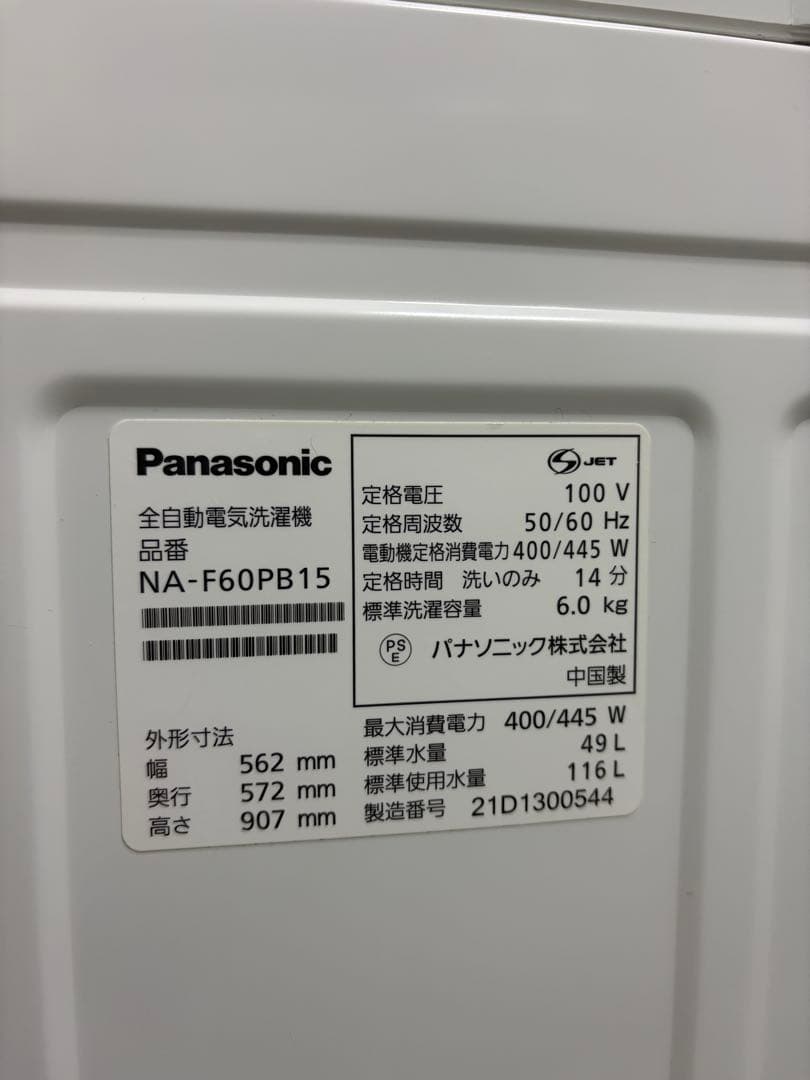 Panasonic
全自動電気洗濯機
品番
NA-F60PB15
外形寸法
幅 562 mm
奥行 572 mm
高さ 907 mm
JET
定格電圧 100 V
定格周波数 50/60 Hz
電動機定格消費電力 400/445 W
定格時間 洗いのみ 14 分
標準洗濯容量 6.0 kg
PS
E
パナソニック株式会社
中国製
最大消費電力 400/445 W
標準水量 49 L
標準使用水量 116 L
製造番号 21D1300544